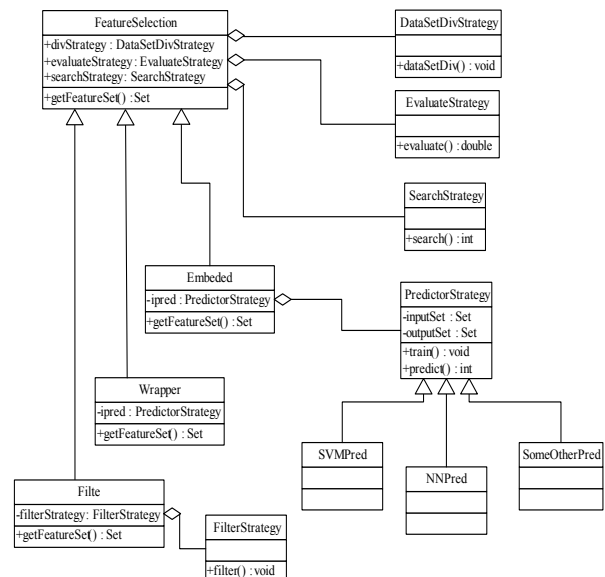 FeatureSelection
+divStrategy : DataSetDivStrategy
+evaluateStrategy : EvaluateStrategy
+searchStrategy : SearchStrategy
+getFeatureSet() : Set
DataSetDivStrategy
+dataSetDiv() : void
EvaluateStrategy
+evaluate() : double
SearchStrategy
+search() : int
Embeded
-ipred : PredictorStrategy
+getFeatureSet() : Set
PredictorStrategy
-inputSet : Set
-outputSet : Set
+train() : void
+predict() : int
Wrapper
-ipred : PredictorStrategy
+getFeatureSet() : Set
SVMPred
NNPred
SomeOtherPred
Filte
-filterStrategy: FilterStrategy
+getFeatureSet() : Set
FilterStrategy
+filter() : void